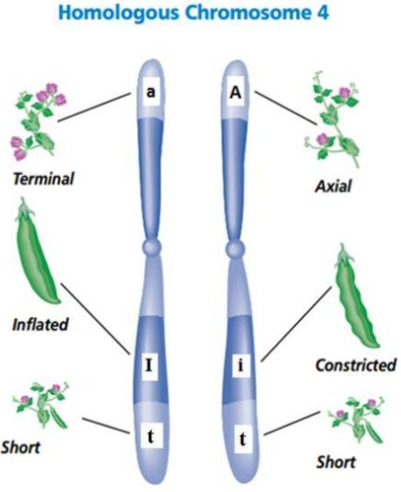 Homologous Chromosome 4
a
A
Terminal
Axial
Inflated
I
i
Constricted
Short
t
t
Short